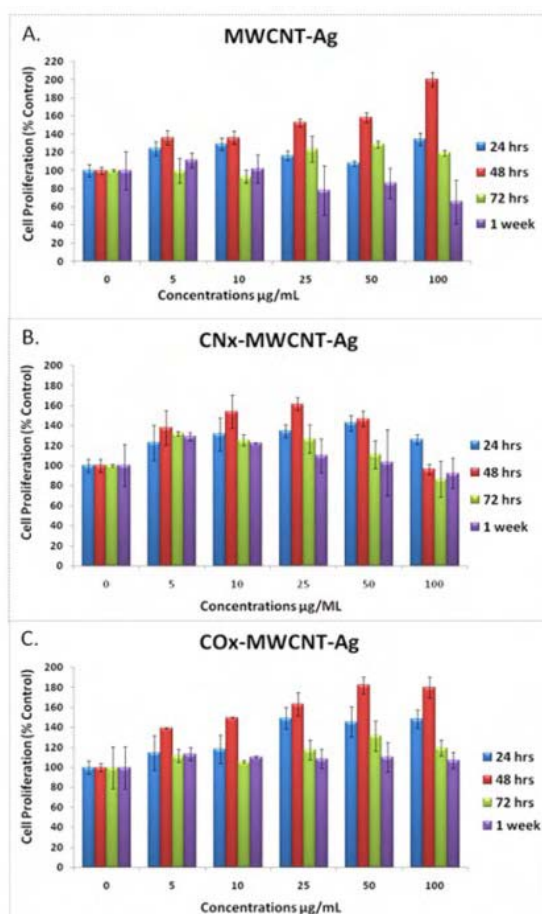 A.
MWCNT-Ag
Cell Proliferation (% Control)
220
200
180
160
140
120
100
80
60
40
20
0
0 5 10 25 50 100
Concentrations µg/mL
24 hrs
48 hrs
72 hrs
1 week
B.
CNx-MWCNT-Ag
Cell Proliferation (% Control)
200
180
160
140
120
100
80
60
40
20
0
0 5 10 25 50 100
Concentrations µg/ML
24 hrs
48 hrs
72 hrs
1 week
C.
COx-MWCNT-Ag
Cell Proliferation (% Control)
200
180
160
140
120
100
80
60
40
20
0
0 5 10 25 50 100
Concentrations µg/mL
24 hrs
48 hrs
72 hrs
1 week